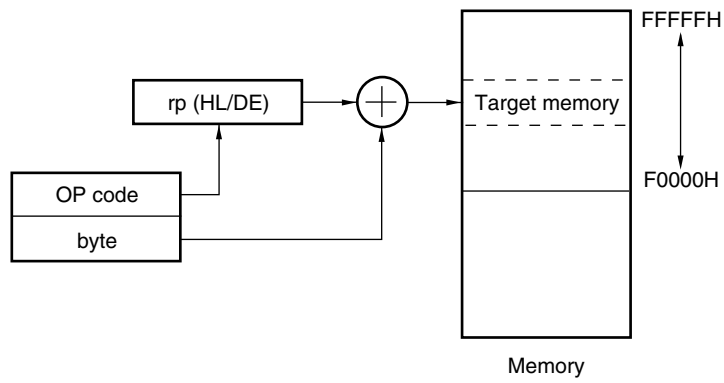 FFFFFH
rp (HL/DE)
Target memory
F0000H
OP code
byte
Memory